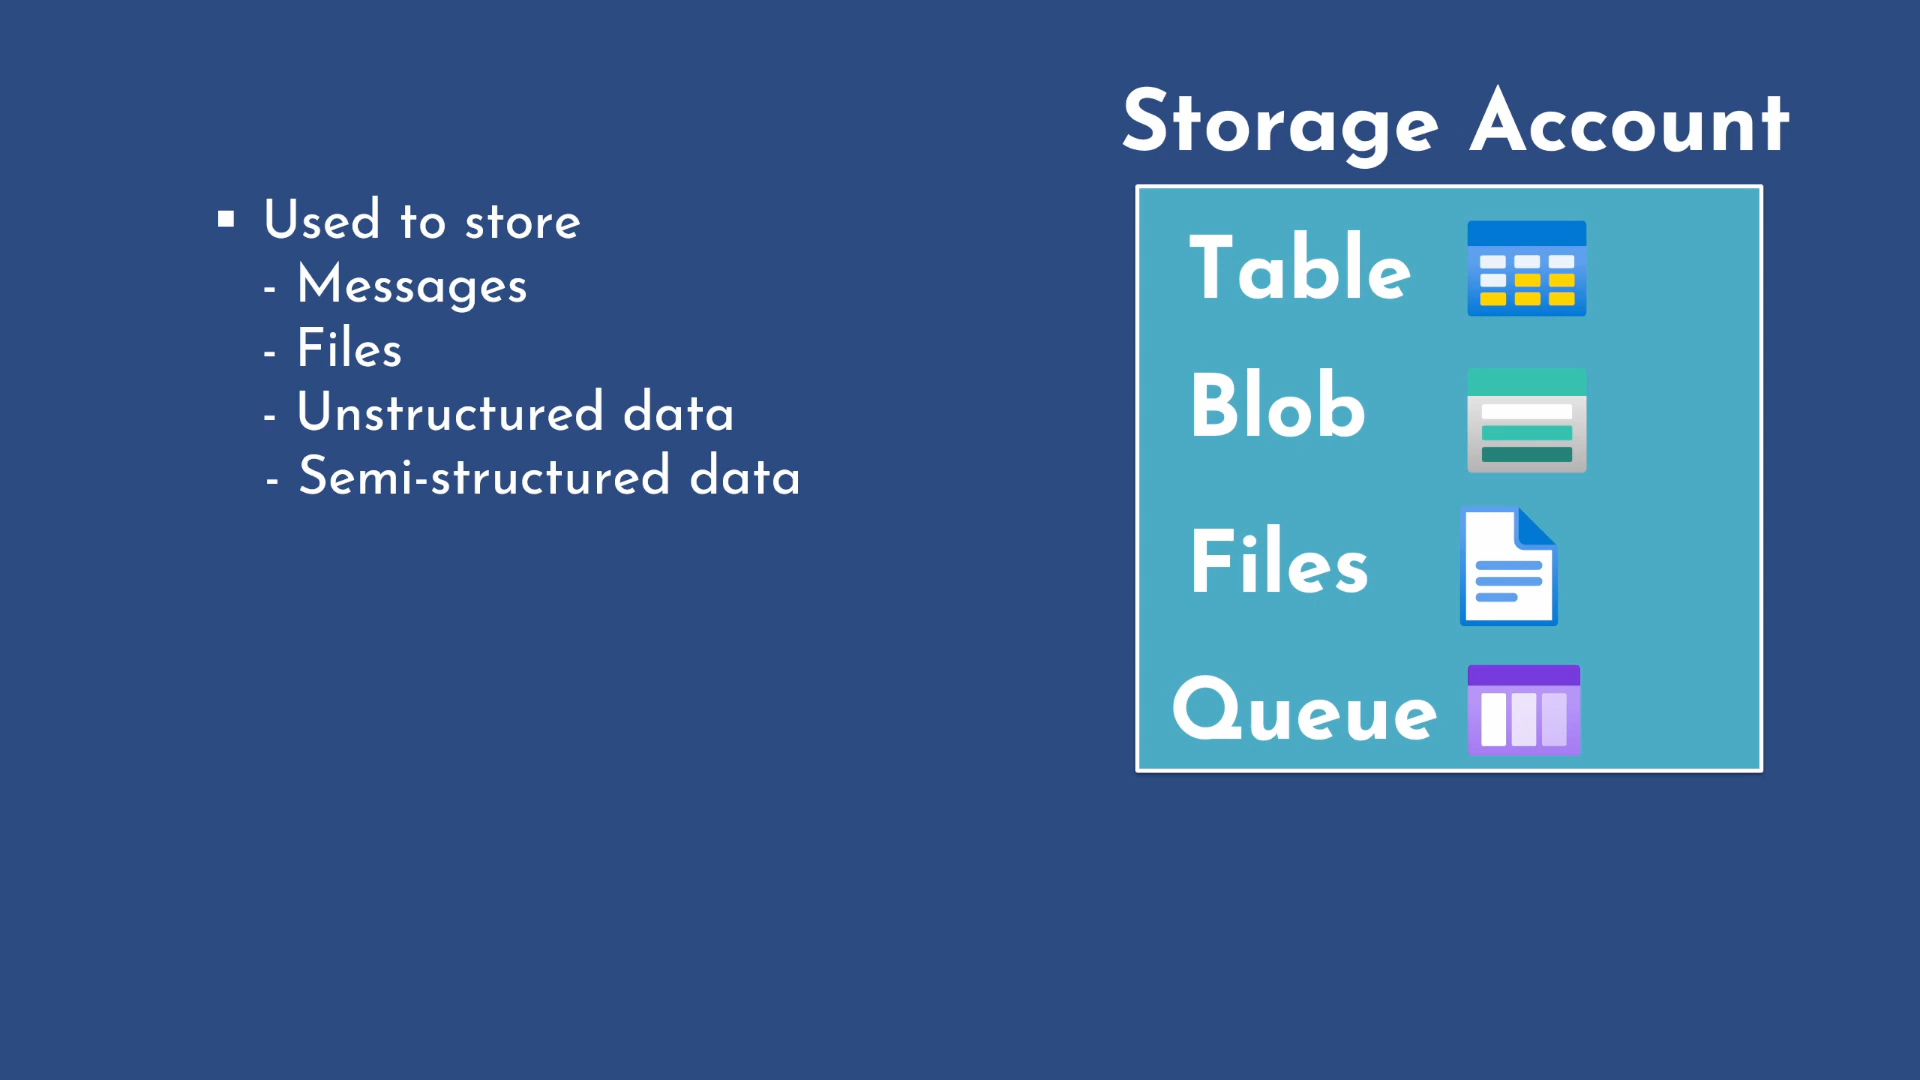 Storage Account
▪ Used to store
- Messages
- Files
- Unstructured data
- Semi-structured data
Table
Blob
Files
Queue